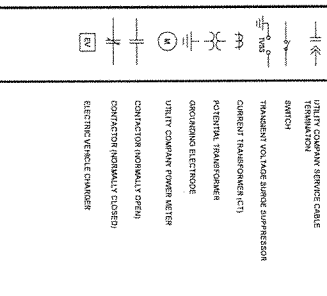 UTILITY COMPANY SERVICE CABLE
TERMINATION
SWITCH
TVSS
TRANSIENT VOLTAGE SURGE SUPPRESSOR
CURRENT TRANSFORMER (CT)
POTENTIAL TRANSFORMER
GROUNDING ELECTRODE
M
UTILITY COMPANY POWER METER
CONTACTOR (NORMALLY OPEN)
CONTACTOR (NORMALLY CLOSED)
EV
ELECTRIC VEHICLE CHARGER